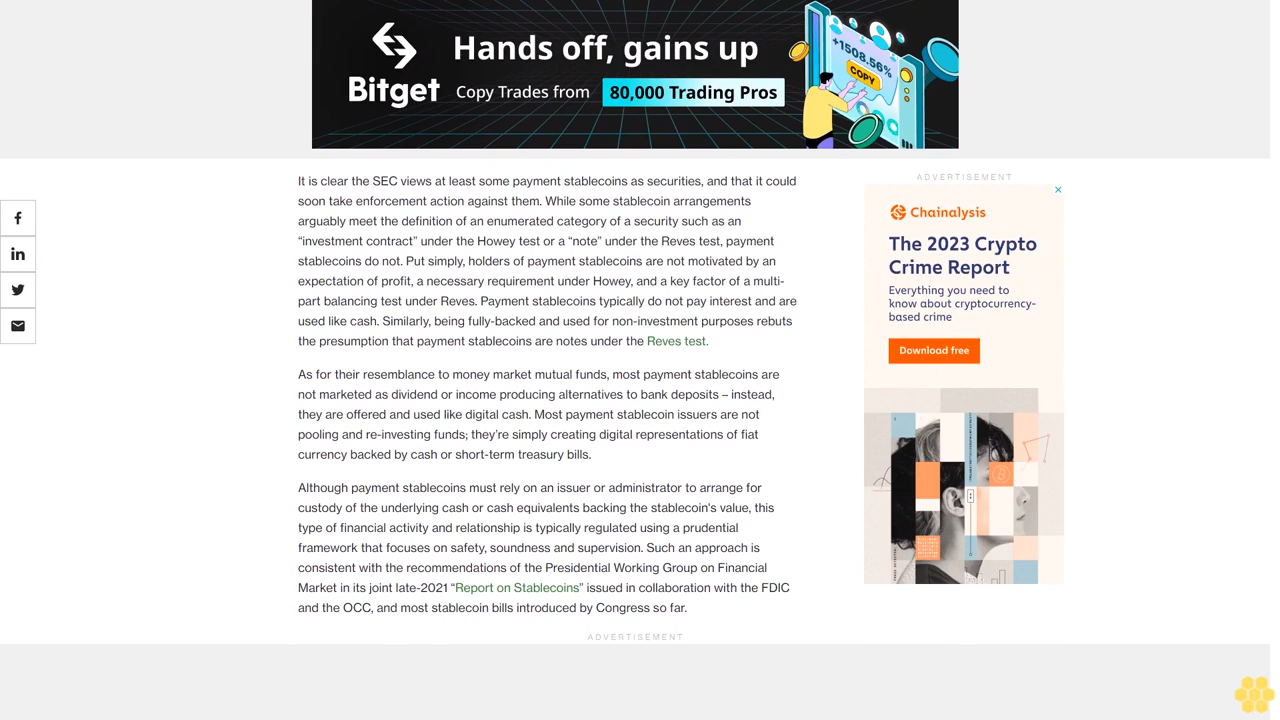 Bitget
Hands off, gains up
Copy Trades from 80,000 Trading Pros
+1508.56%
COPY
It is clear the SEC views at least some payment stablecoins as securities, and that it could
soon take enforcement action against them. While some stablecoin arrangements
arguably meet the definition of an enumerated category of a security such as an
“investment contract” under the Howey test or a “note” under the Reves test, payment
stablecoins do not. Put simply, holders of payment stablecoins are not motivated by an
expectation of profit, a necessary requirement under Howey, and a key factor of a multi-
part balancing test under Reves. Payment stablecoins typically do not pay interest and are
used like cash. Similarly, being fully-backed and used for non-investment purposes rebuts
the presumption that payment stablecoins are notes under the Reves test.
As for their resemblance to money market mutual funds, most payment stablecoins are
not marketed as dividend or income producing alternatives to bank deposits – instead,
they are offered and used like digital cash. Most payment stablecoin issuers are not
pooling and re-investing funds; they’re simply creating digital representations of fiat
currency backed by cash or short-term treasury bills.
Although payment stablecoins must rely on an issuer or administrator to arrange for
custody of the underlying cash or cash equivalents backing the stablecoin’s value, this
type of financial activity and relationship is typically regulated using a prudential
framework that focuses on safety, soundness and supervision. Such an approach is
consistent with the recommendations of the Presidential Working Group on Financial
Market in its joint late-2021 “Report on Stablecoins” issued in collaboration with the FDIC
and the OCC, and most stablecoin bills introduced by Congress so far.
ADVERTISEMENT
ADVERTISEMENT
Chainalysis
The 2023 Crypto
Crime Report
Everything you need to
know about cryptocurrency-
based crime
Download free